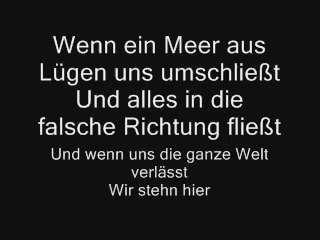 Wenn ein Meer aus
Lügen uns umschließt
Und alles in die
falsche Richtung fließt
Und wenn uns die ganze Welt
verlässt
Wir stehn hier